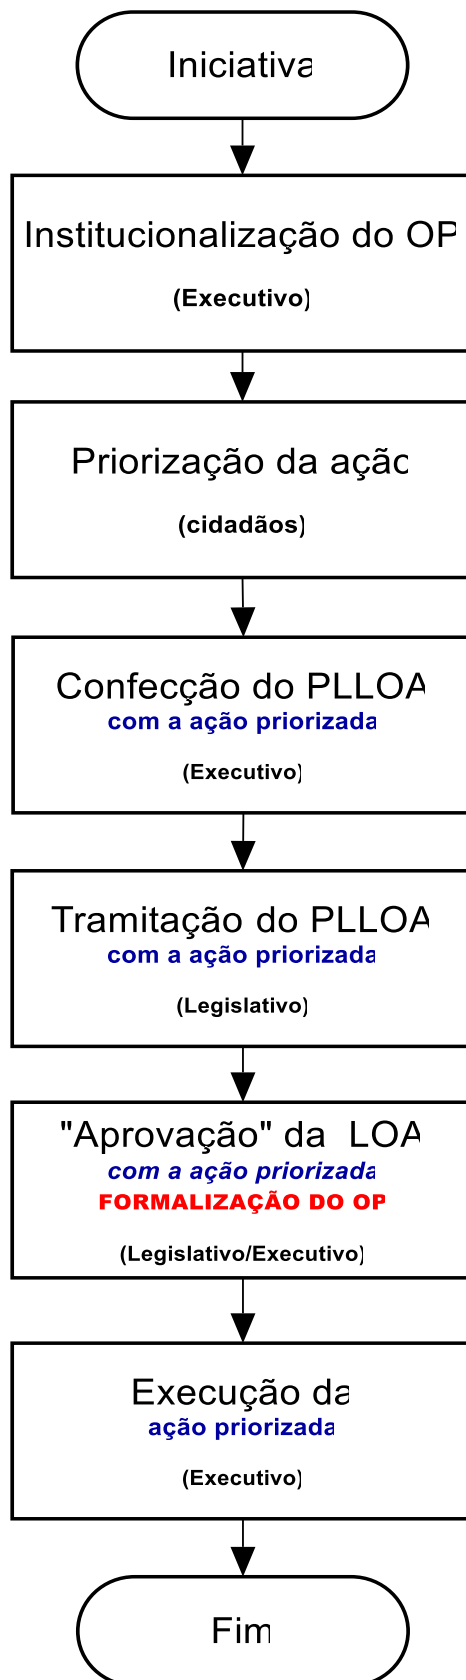 Iniciativa
Institucionalização do OP
(Executivo)
Priorização da ação
(cidadãos)
Confecção do PLLOA
com a ação priorizada
(Executivo)
Tramitação do PLLOA
com a ação priorizada
(Legislativo)
"Aprovação" da LOA
com a ação priorizada
FORMALIZAÇÃO DO OP
(Legislativo/Executivo)
Execução da
ação priorizada
(Executivo)
Fim